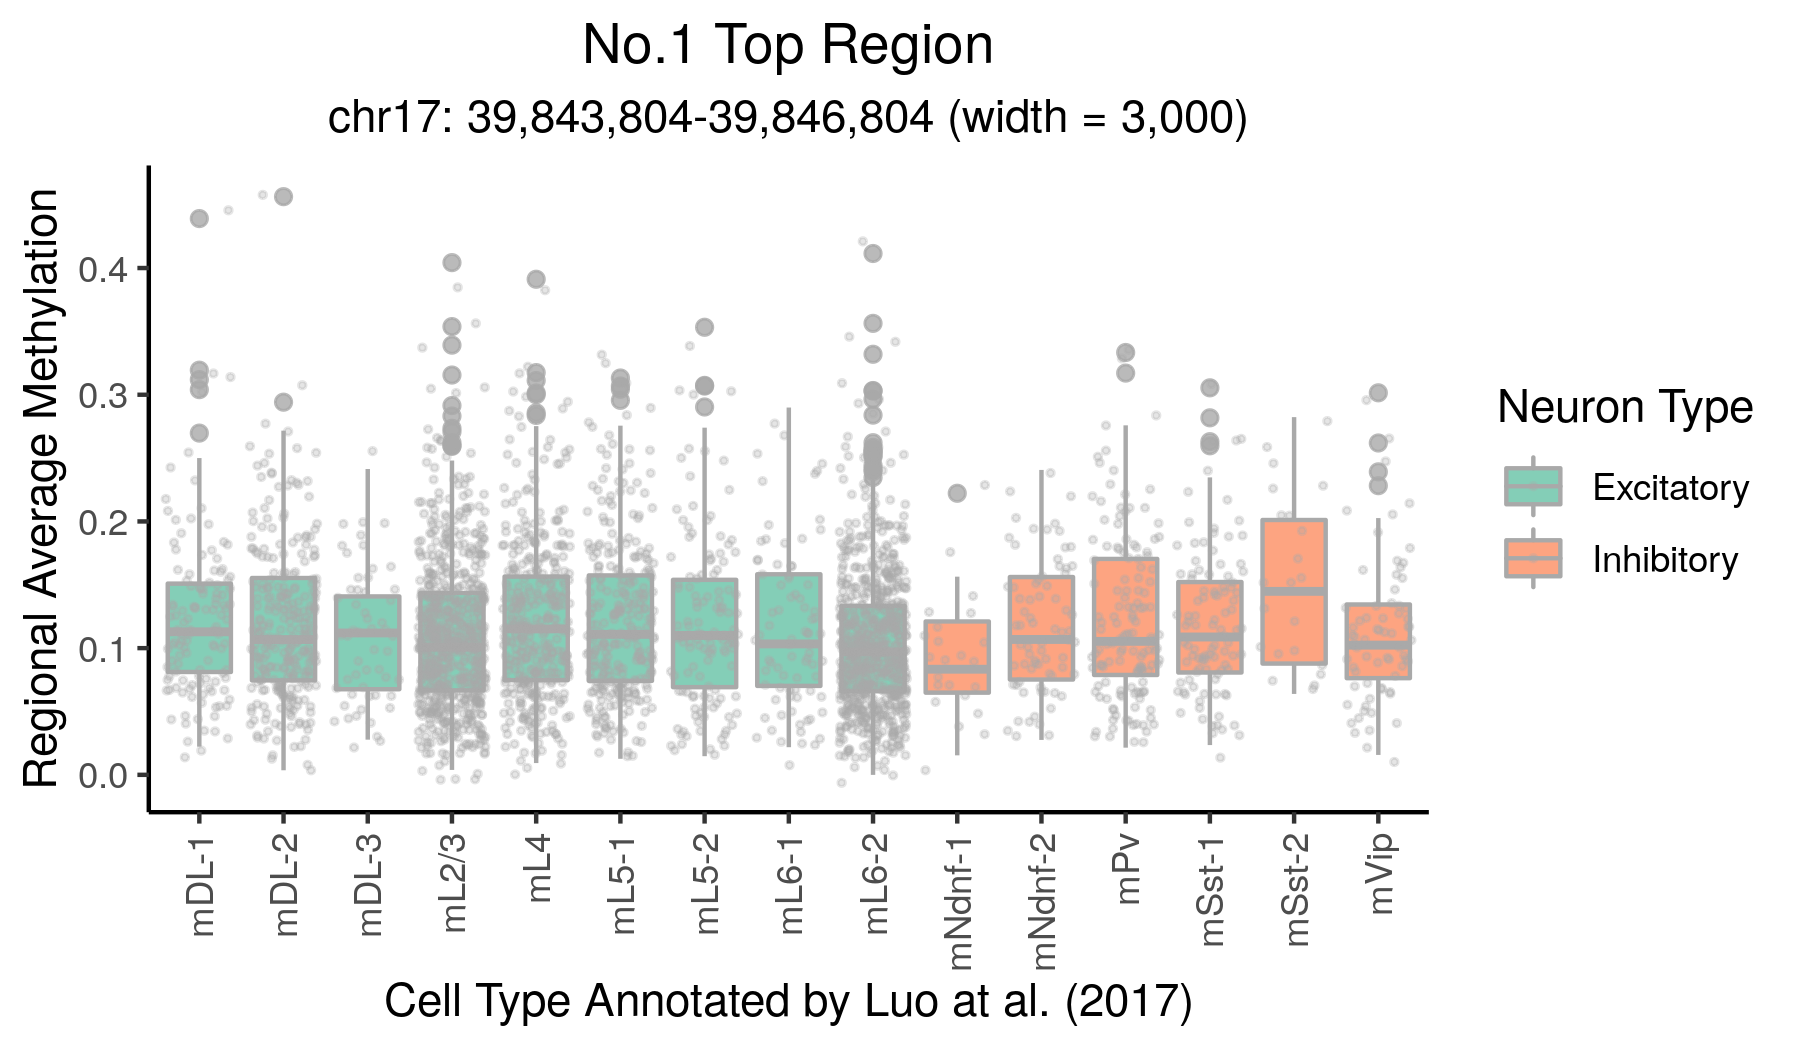 No.1 Top Region
chr17: 39,843,804-39,846,804 (width = 3,000)
Regional Average Methylation
0.4
0.3
0.2
0.1
0.0
mDL-1
mDL-2
mDL-3
mL2/3
mL4
mL5-1
mL5-2
mL6-1
mL6-2
mNdnf-1
mNdnf-2
mPv
mSst-1
mSst-2
mVip
Cell Type Annotated by Luo at al. (2017)
Neuron Type
Excitatory
Inhibitory